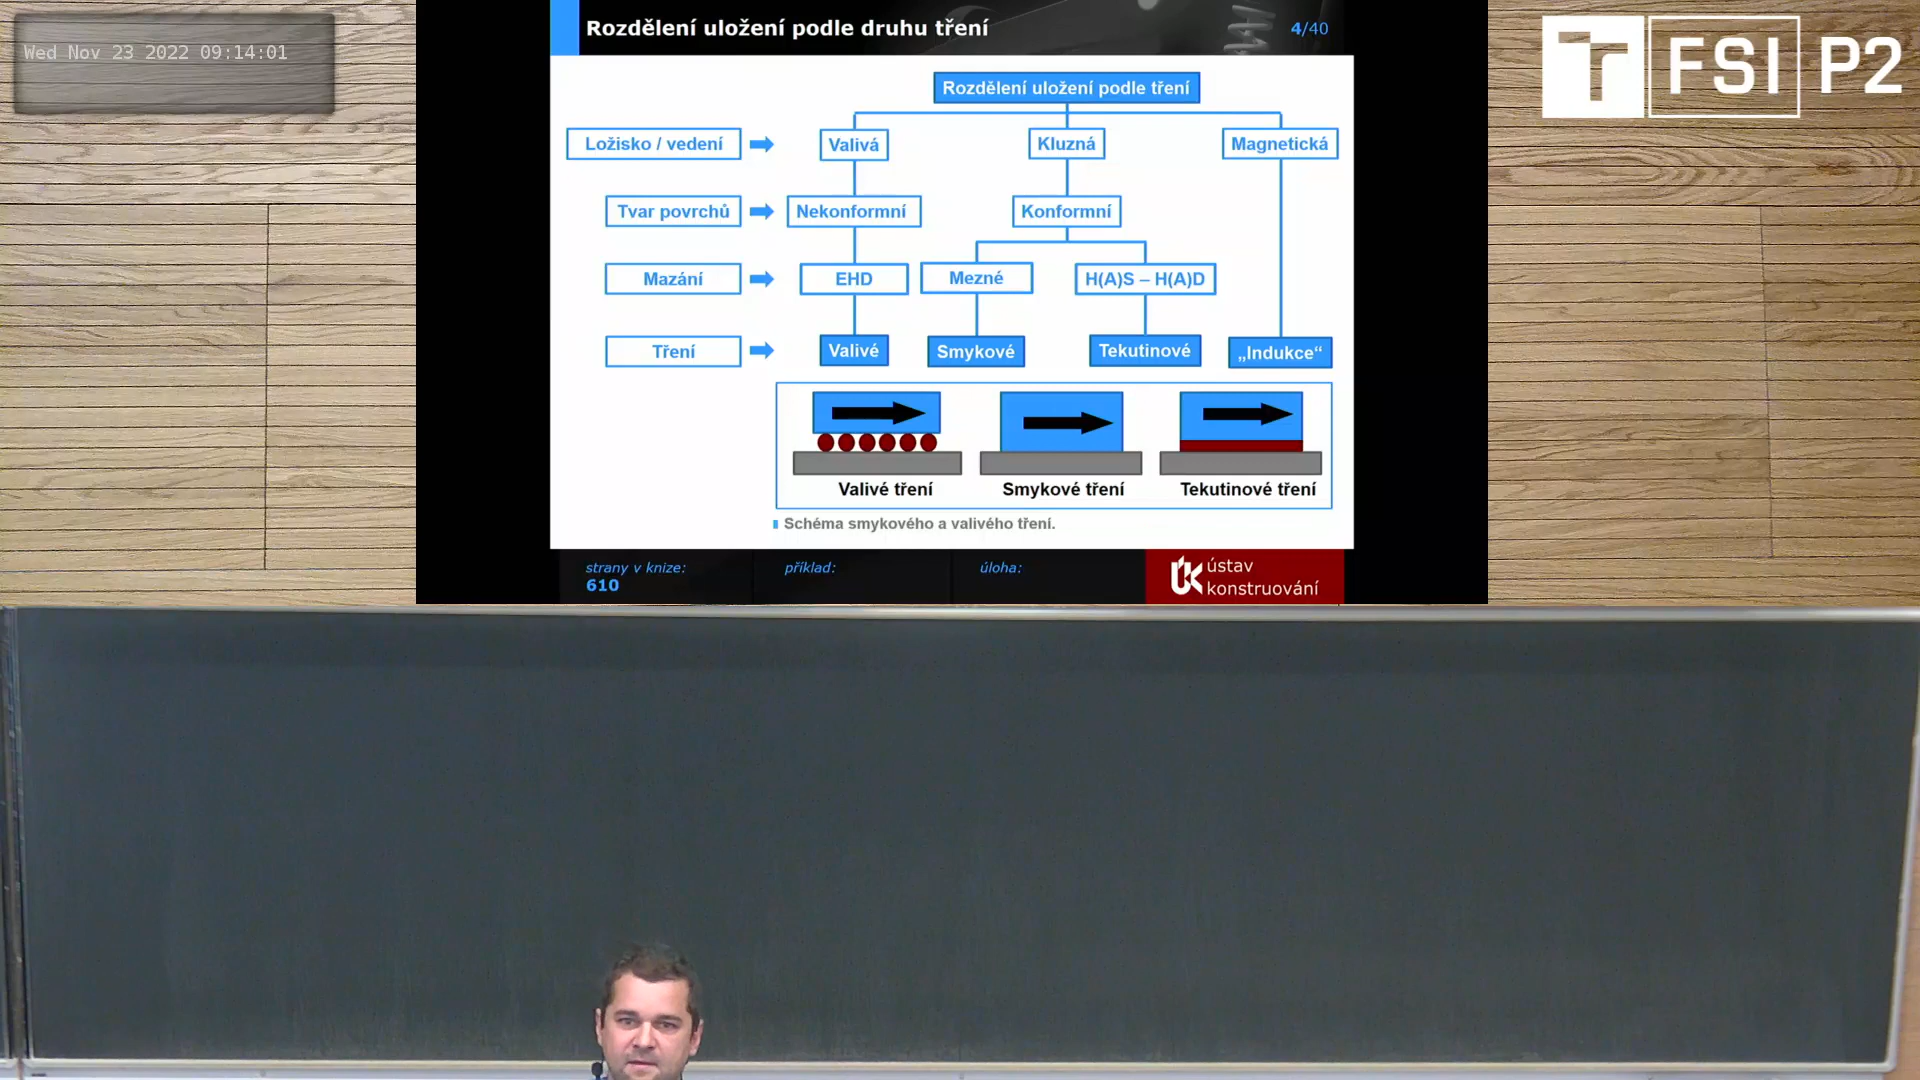 Wed Nov 23 2022 09:14:01
Rozdělení uložení podle druhu tření
4/40
FSI P2
Rozdělení uložení podle tření
Ložisko / vedení
Valivá
Kluzná
Magnetická
Tvar povrchů
Nekonformní
Konformní
Mazání
EHD
Mezné
H(A)S – H(A)D
Tření
Valivé
Smykové
Tekutinové
„Indukce“
Valivé tření
Smykové tření
Tekutinové tření
Schéma smykového a valivého tření.
strany v knize:
610
příklad:
úloha:
ústav
konstruování